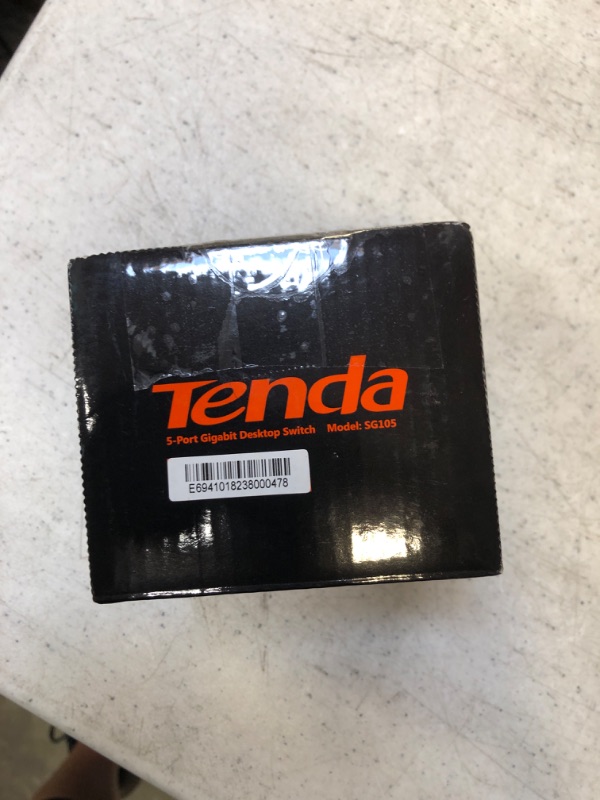 Tenda
5-Port Gigabit Desktop Switch Model: SG105
E6941018238000478